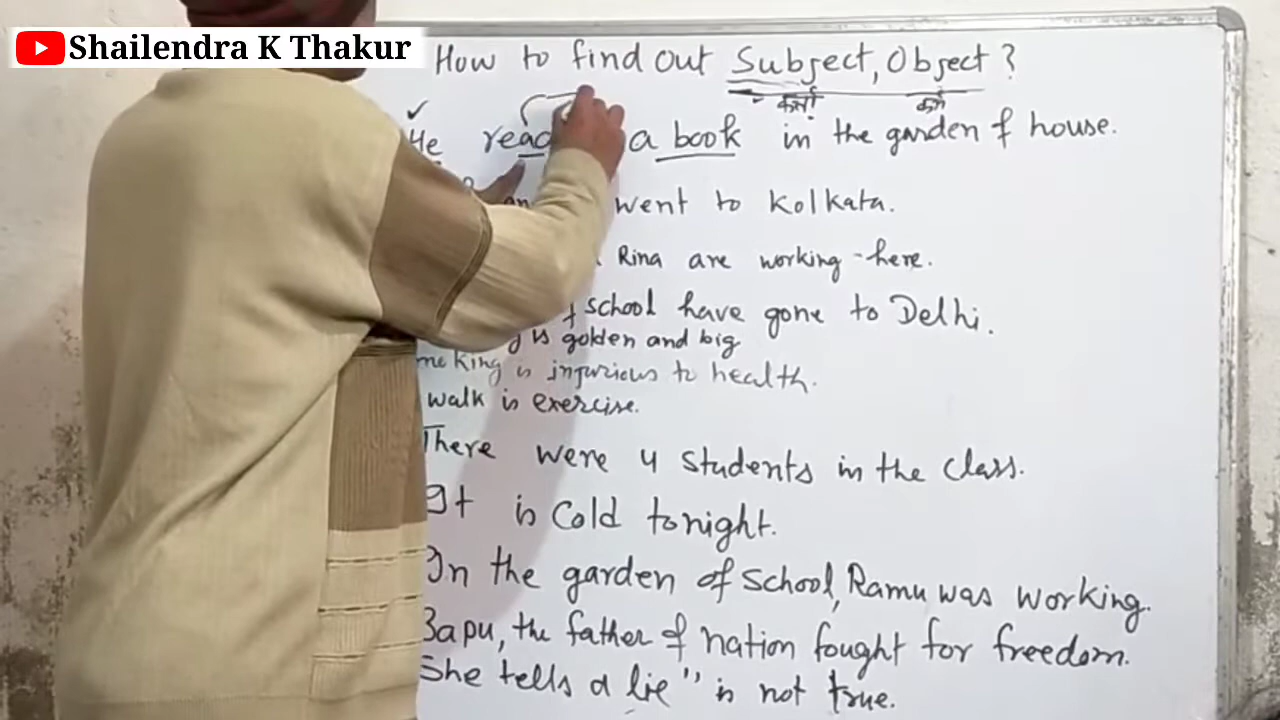 Shailendra K Thakur
How to find out Subject, Object ?
कर्ता कर्म
He read a book in the garden of house.
went to Kolkata.
Rina are working here.
school have gone to Delhi.
is golden and big
is injurious to health.
walk is exercise.
There were 4 students in the class.
It is cold tonight.
In the garden of school, Ramu was working.
Bapu, the father of nation fought for freedom.
She tells a lie" is not true.